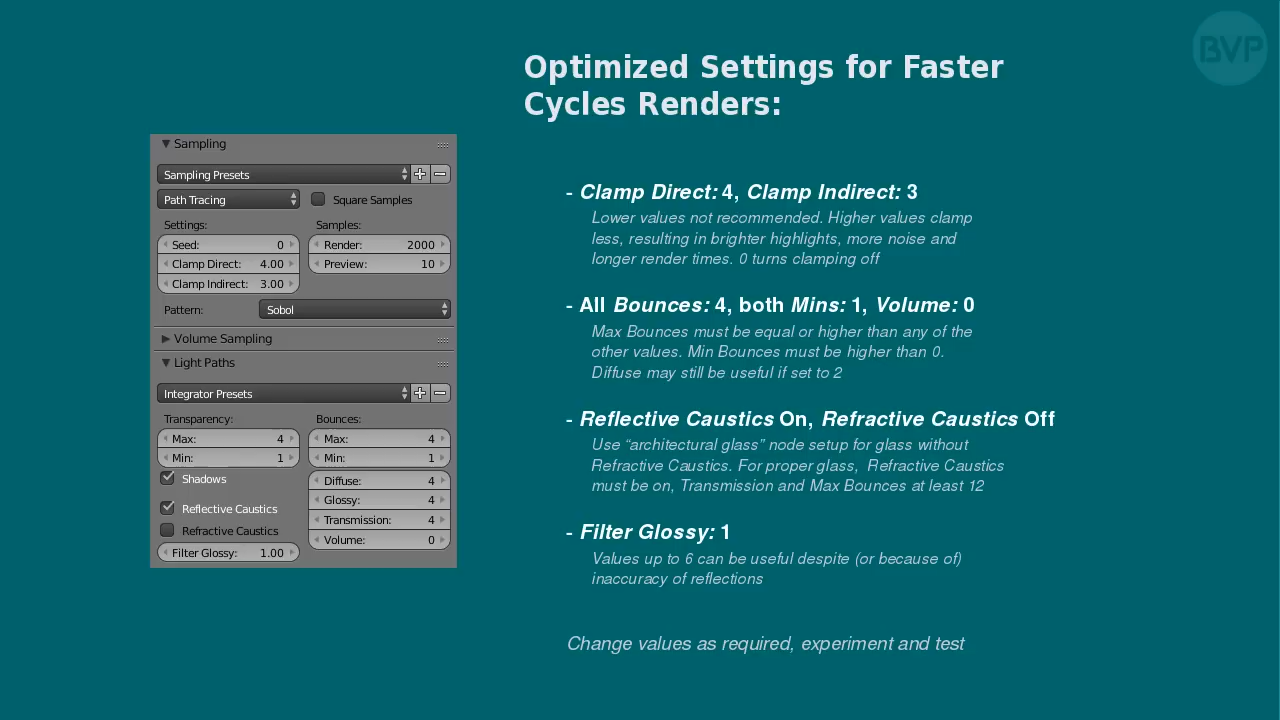 BVP
Optimized Settings for Faster
Cycles Renders:
Sampling
Sampling Presets
Path Tracing
Square Samples
Settings:
Samples:
Seed: 0
Render: 2000
Clamp Direct: 4.00
Preview: 10
Clamp Indirect: 3.00
Pattern: Sobol
Volume Sampling
Light Paths
Integrator Presets
Transparency:
Bounces:
Max: 4
Max: 4
Min: 1
Min: 1
Shadows
Diffuse: 4
Glossy: 4
Reflective Caustics
Transmission: 4
Refractive Caustics
Volume: 0
Filter Glossy: 1.00
- Clamp Direct: 4, Clamp Indirect: 3
Lower values not recommended. Higher values clamp
less, resulting in brighter highlights, more noise and
longer render times. 0 turns clamping off
- All Bounces: 4, both Mins: 1, Volume: 0
Max Bounces must be equal or higher than any of the
other values. Min Bounces must be higher than 0.
Diffuse may still be useful if set to 2
- Reflective Caustics On, Refractive Caustics Off
Use “architectural glass” node setup for glass without
Refractive Caustics. For proper glass, Refractive Caustics
must be on, Transmission and Max Bounces at least 12
- Filter Glossy: 1
Values up to 6 can be useful despite (or because of)
inaccuracy of reflections
Change values as required, experiment and test